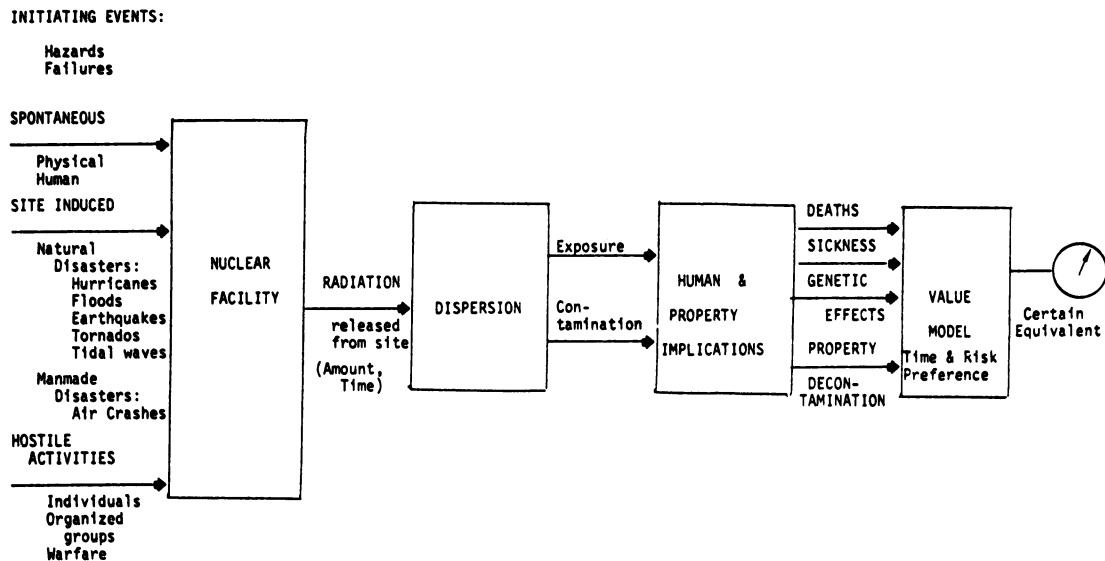 INITIATING EVENTS:
Hazards
Failures
SPONTANEOUS
Physical
Human
SITE INDUCED
Natural
Disasters:
Hurricanes
Floods
Earthquakes
Tornados
Tidal waves
Manmade
Disasters:
Air Crashes
HOSTILE
ACTIVITIES
Individuals
Organized
groups
Warfare
NUCLEAR
FACILITY
RADIATION
released
from site
(Amount,
Time)
DISPERSION
Exposure
Con-
tamination
HUMAN &
PROPERTY
IMPLICATIONS
DEATHS
SICKNESS
GENETIC
EFFECTS
PROPERTY
DECON-
TAMINATION
VALUE
MODEL
Time & Risk
Preference
Certain
Equivalent